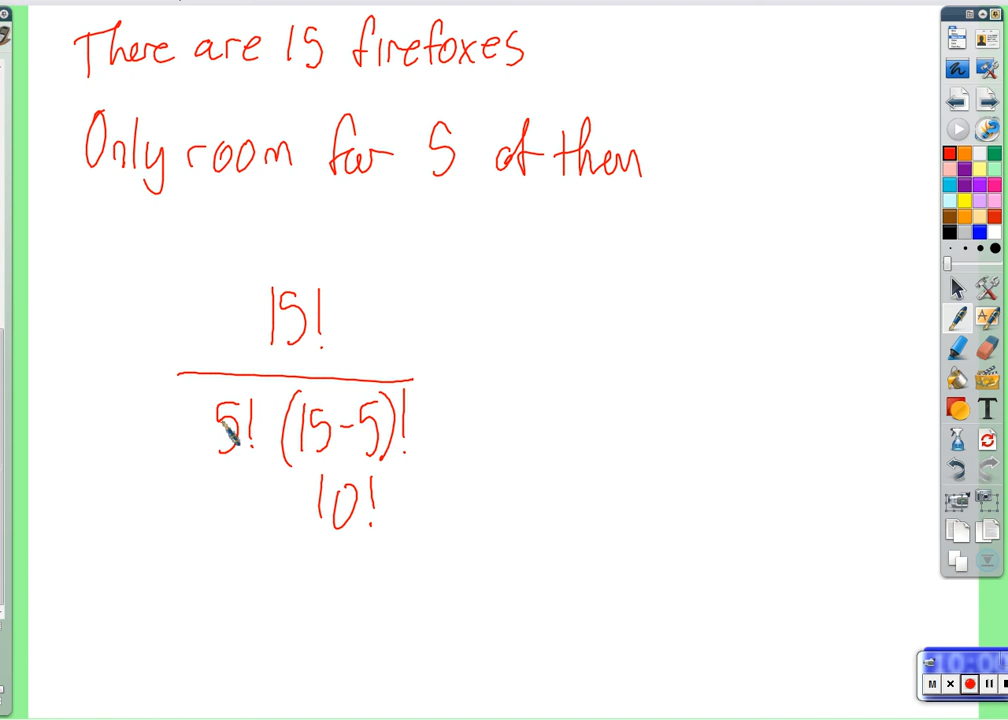 There are 15 firefoxes
Only room for 5 of them
15!
5! (15-5)!
10!